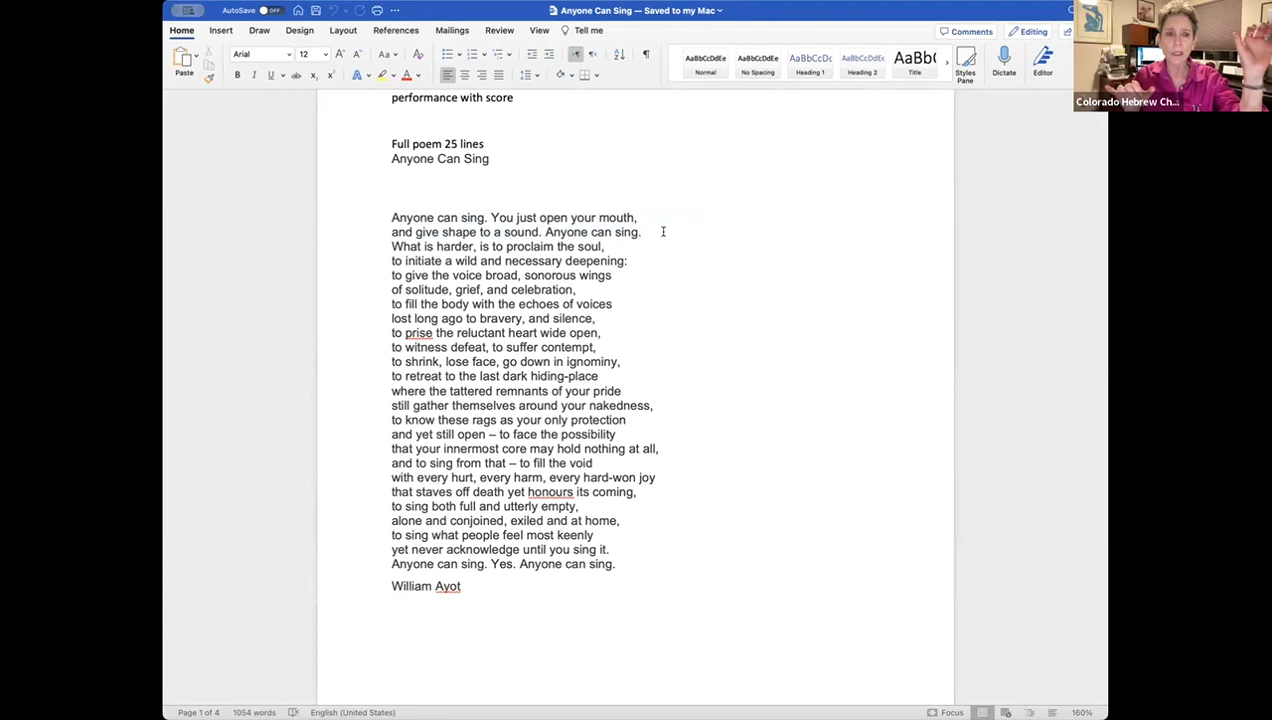 AutoSave OFF
Anyone Can Sing — Saved to my Mac
Home Insert Draw Design Layout References Mailings Review View Tell me
Comments Editing
Paste
Arial 12
AaBbCcDdEe AaBbCcDdEe AaBbCcDc AaBbCcDdEe AaBb(
Normal No Spacing Heading 1 Heading 2 Title
Styles Pane
Dictate
Editor
Colorado Hebrew Ch...
performance with score
Full poem 25 lines
Anyone Can Sing
Anyone can sing. You just open your mouth,
and give shape to a sound. Anyone can sing.
What is harder, is to proclaim the soul,
to initiate a wild and necessary deepening:
to give the voice broad, sonorous wings
of solitude, grief, and celebration,
to fill the body with the echoes of voices
lost long ago to bravery, and silence,
to prise the reluctant heart wide open,
to witness defeat, to suffer contempt,
to shrink, lose face, go down in ignominy,
to retreat to the last dark hiding-place
where the tattered remnants of your pride
still gather themselves around your nakedness,
to know these rags as your only protection
and yet still open – to face the possibility
that your innermost core may hold nothing at all,
and to sing from that – to fill the void
with every hurt, every harm, every hard-won joy
that staves off death yet honours its coming,
to sing both full and utterly empty,
alone and conjoined, exiled and at home,
to sing what people feel most keenly
yet never acknowledge until you sing it.
Anyone can sing. Yes. Anyone can sing.
William Ayot
Page 1 of 4 1054 words English (United States) Focus 160%